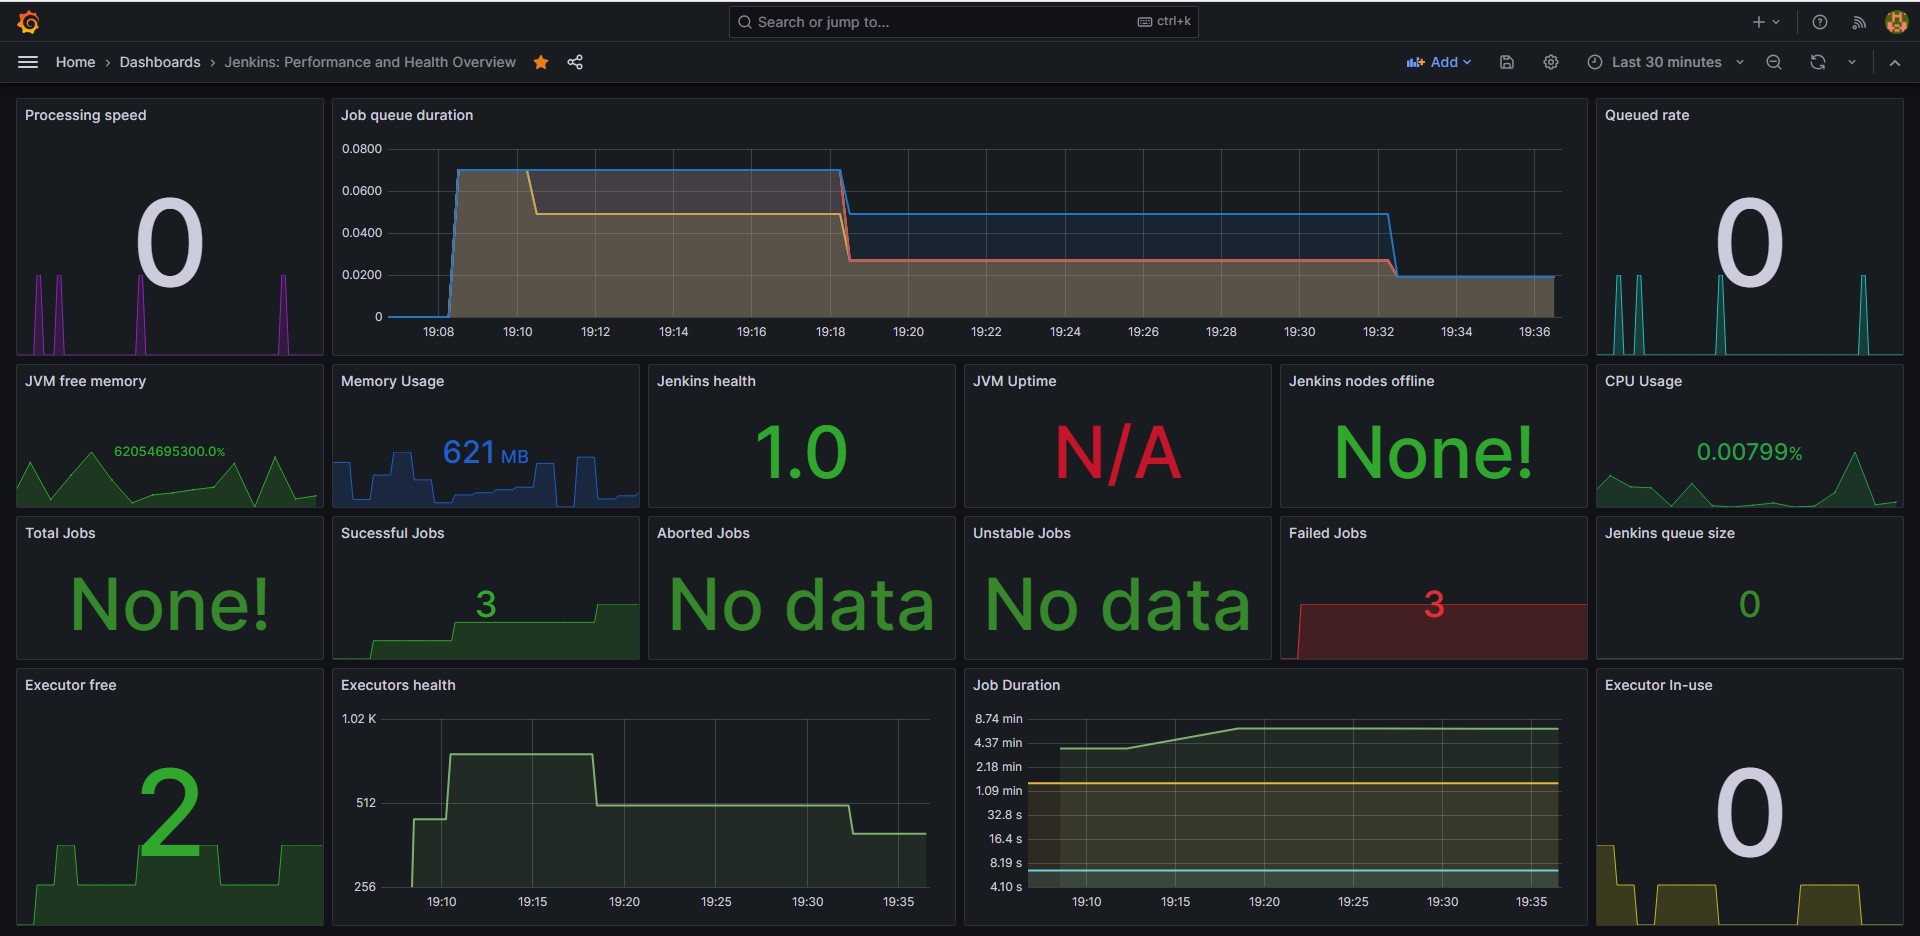 Search or jump to...
ctrl+k
Home
Dashboards
Jenkins: Performance and Health Overview
Add
Last 30 minutes
Processing speed
0
Job queue duration
0.0800
0.0600
0.0400
0.0200
0
19:08 19:10 19:12 19:14 19:16 19:18 19:20 19:22 19:24 19:26 19:28 19:30 19:32 19:34 19:36
Queued rate
0
JVM free memory
62054695300.0%
Memory Usage
621 MB
Jenkins health
1.0
JVM Uptime
N/A
Jenkins nodes offline
None!
CPU Usage
0.00799%
Total Jobs
None!
Sucessful Jobs
3
Aborted Jobs
No data
Unstable Jobs
No data
Failed Jobs
3
Jenkins queue size
0
Executor free
2
Executors health
1.02 K
512
256
19:10 19:15 19:20 19:25 19:30 19:35
Job Duration
8.74 min
4.37 min
2.18 min
1.09 min
32.8 s
16.4 s
8.19 s
4.10 s
19:10 19:15 19:20 19:25 19:30 19:35
Executor In-use
0